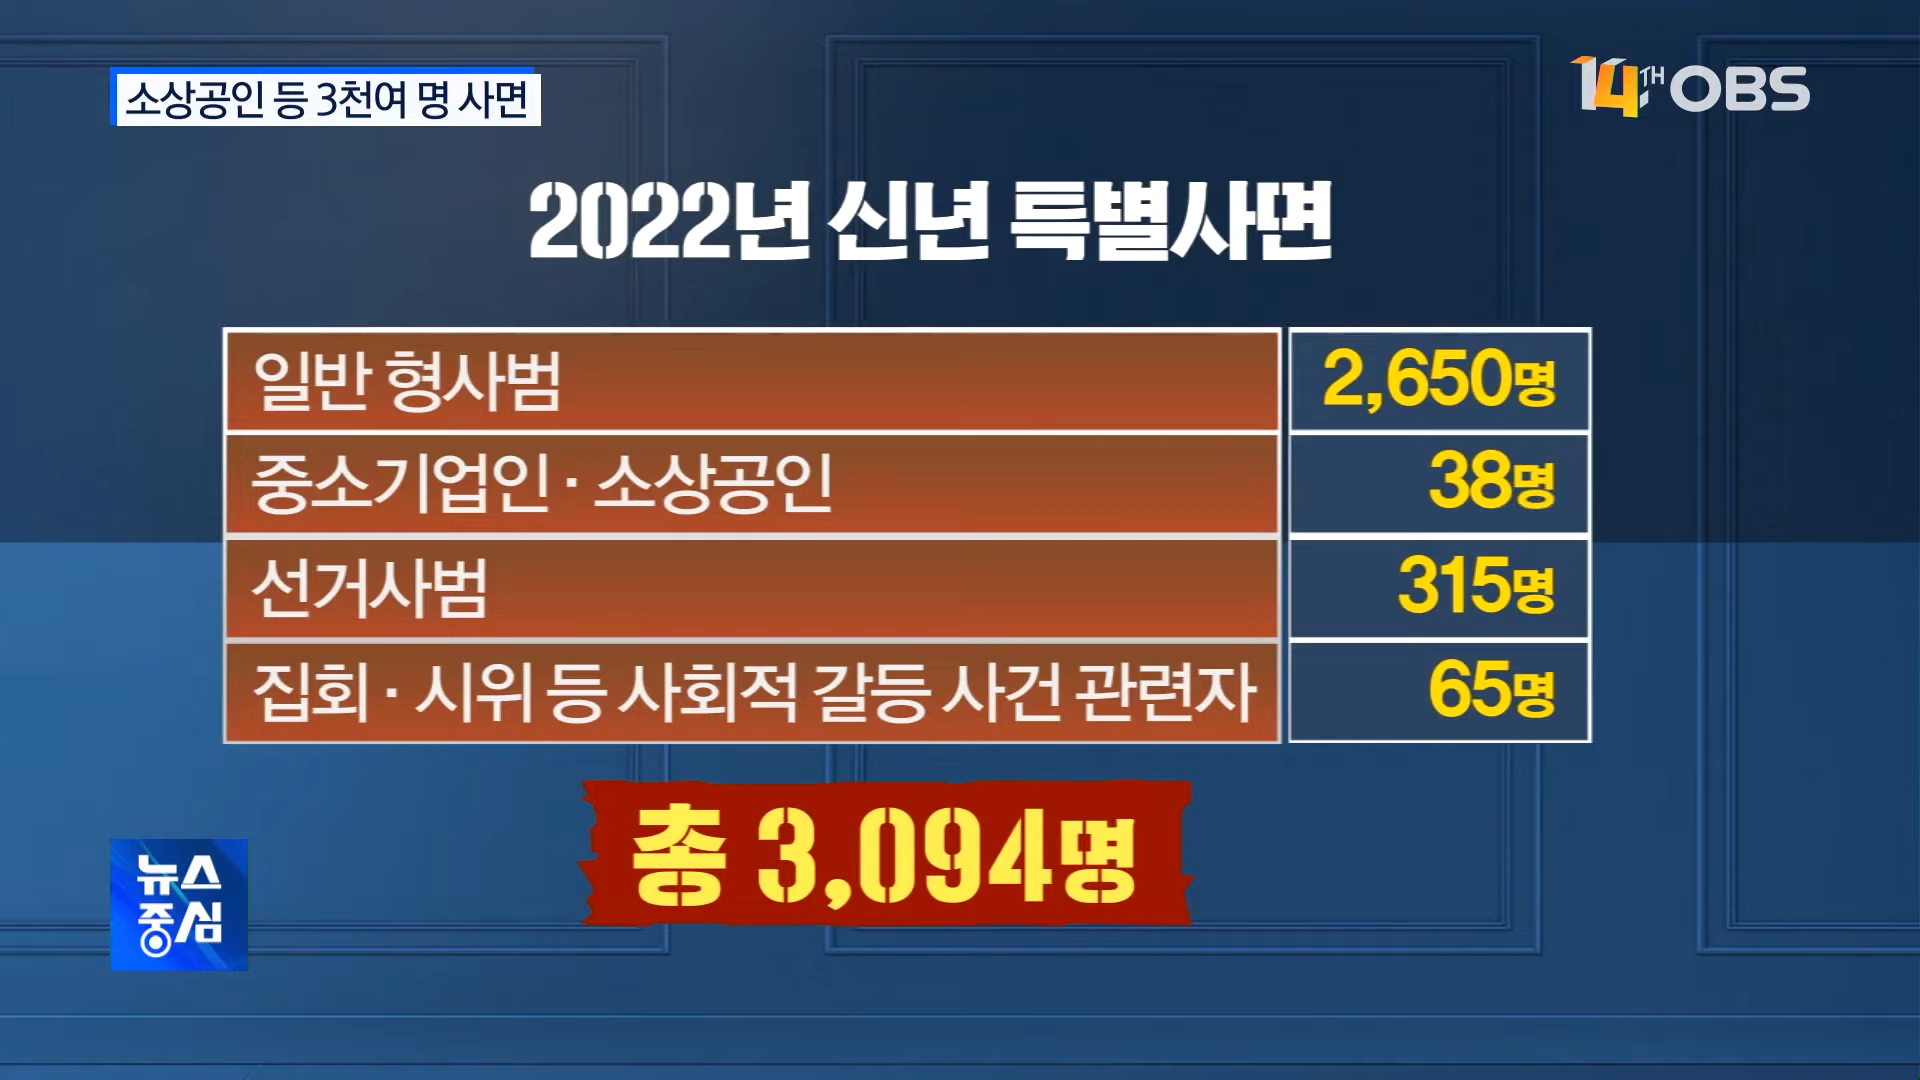 소상공인 등 3천여 명 사면
14TH OBS
2022년 신년 특별사면
일반 형사범 2,650명
중소기업인·소상공인 38명
선거사범 315명
집회·시위 등 사회적 갈등 사건 관련자 65명
총 3,094명
뉴스
중심